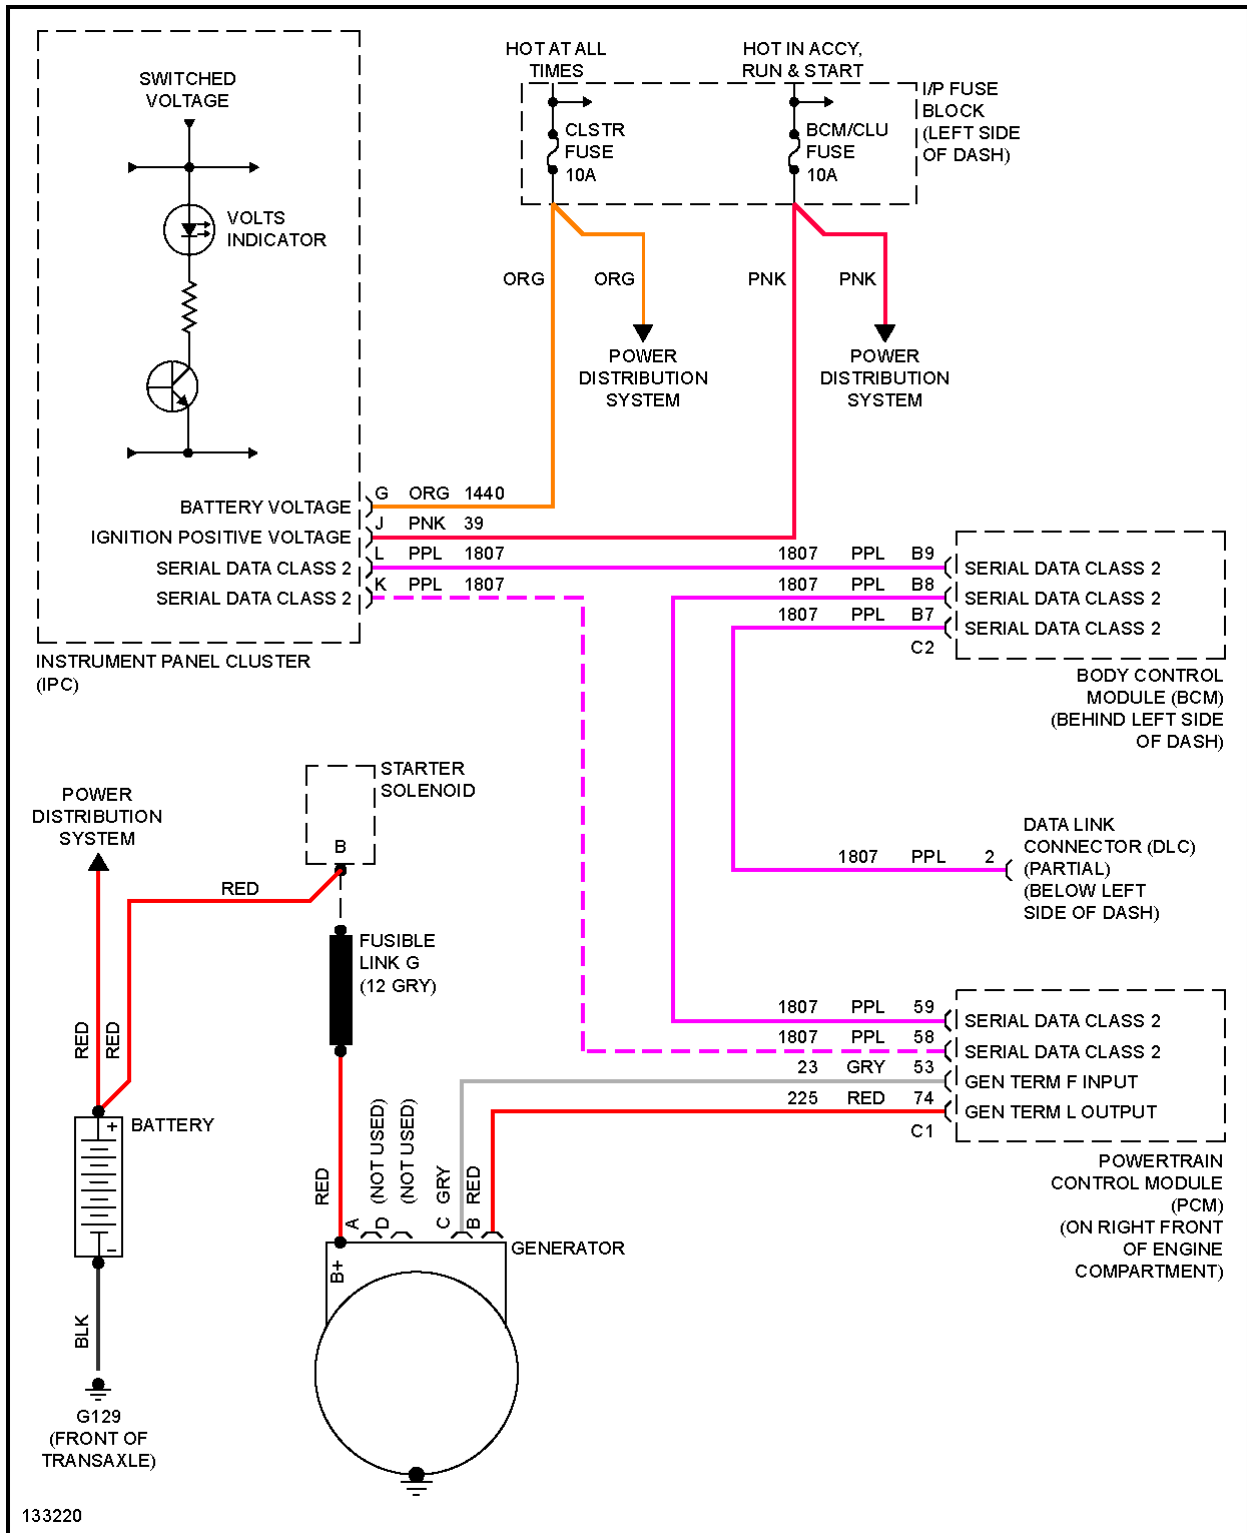 HOT AT ALL
TIMES
HOT IN ACCY,
RUN & START
SWITCHED
VOLTAGE
I/P FUSE
BLOCK
(LEFT SIDE
OF DASH)
CLSTR
FUSE
10A
BCM/CLU
FUSE
10A
VOLTS
INDICATOR
ORG
ORG
PNK
PNK
POWER
DISTRIBUTION
SYSTEM
POWER
DISTRIBUTION
SYSTEM
BATTERY VOLTAGE
G ORG 1440
IGNITION POSITIVE VOLTAGE
J PNK 39
SERIAL DATA CLASS 2
L PPL 1807
1807 PPL B9
SERIAL DATA CLASS 2
SERIAL DATA CLASS 2
K PPL 1807
1807 PPL B8
SERIAL DATA CLASS 2
1807 PPL B7
SERIAL DATA CLASS 2
C2
INSTRUMENT PANEL CLUSTER
(IPC)
BODY CONTROL
MODULE (BCM)
(BEHIND LEFT SIDE
OF DASH)
STARTER
SOLENOID
B
POWER
DISTRIBUTION
SYSTEM
DATA LINK
CONNECTOR (DLC)
(PARTIAL)
(BELOW LEFT
SIDE OF DASH)
1807 PPL 2
RED
FUSIBLE
LINK G
(12 GRY)
RED
RED
1807 PPL 59
SERIAL DATA CLASS 2
1807 PPL 58
SERIAL DATA CLASS 2
23 GRY 53
GEN TERM F INPUT
225 RED 74
GEN TERM L OUTPUT
C1
BATTERY
+
-
POWERTRAIN
CONTROL MODULE
(PCM)
(ON RIGHT FRONT
OF ENGINE
COMPARTMENT)
RED
A
D (NOT USED)
(NOT USED)
C GRY
B RED
GENERATOR
B+
BLK
G129
(FRONT OF
TRANSAXLE)
133220